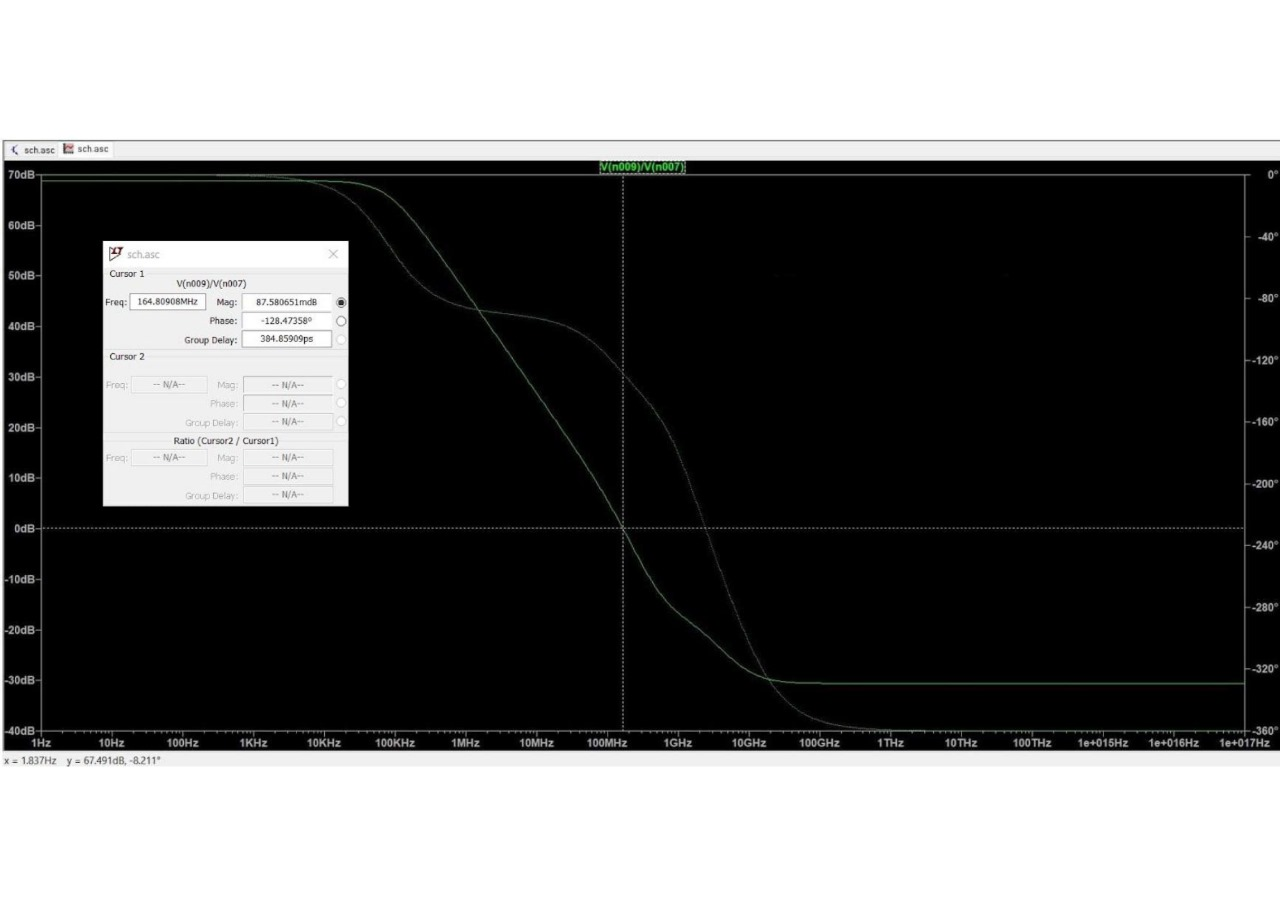 sch.asc sch.asc
V(n009)/V(n007)
70dB
60dB
50dB
40dB
30dB
20dB
10dB
0dB
-10dB
-20dB
-30dB
-40dB
0°
-40°
-80°
-120°
-160°
-200°
-240°
-280°
-320°
-360°
sch.asc
Cursor 1
V(n009)/V(n007)
Freq: 164.80908MHz Mag: 87.580651mdB
Phase: -128.47358°
Group Delay: 384.85909ps
Cursor 2
Freq: -- N/A-- Mag: -- N/A--
Phase: -- N/A--
Group Delay: -- N/A--
Ratio (Cursor2 / Cursor1)
Freq: -- N/A-- Mag: -- N/A--
Phase: -- N/A--
Group Delay: -- N/A--
1Hz 10Hz 100Hz 1KHz 10KHz 100KHz 1MHz 10MHz 100MHz 1GHz 10GHz 100GHz 1THz 10THz 100THz 1e+015Hz 1e+016Hz 1e+017Hz
x = 1.837Hz y = 67.491dB, -8.211°